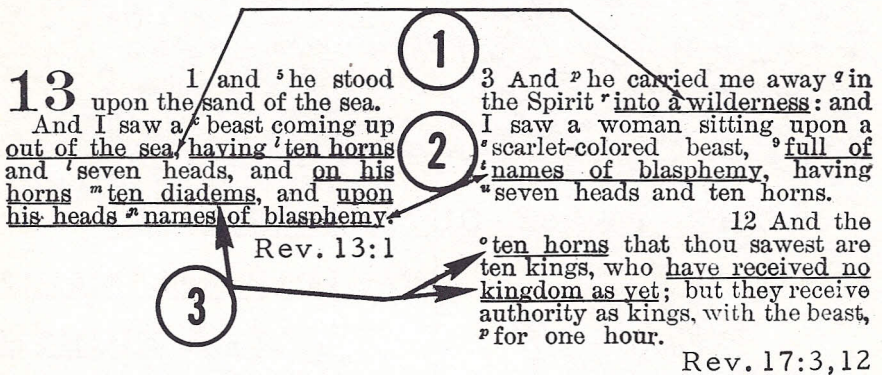 1
13 1 and ⁵he stood
upon the sand of the sea.
And I saw a ᶜ beast coming up
out of the sea, having ˡten horns
and ˡseven heads, and on his
horns ᵐ ten diadems, and upon
his heads ⁿ names of blasphemy.
Rev. 13:1
2
3
3 And ᵖ he carried me away ᵍ in
the Spirit ʳ into a wilderness: and
I saw a woman sitting upon a
ˢ scarlet-colored beast, ⁹ full of
ᵗ names of blasphemy, having
ᵘ seven heads and ten horns.
12 And the
ᵒ ten horns that thou sawest are
ten kings, who have received no
kingdom as yet; but they receive
authority as kings, with the beast,
ᵖ for one hour.
Rev. 17:3,12